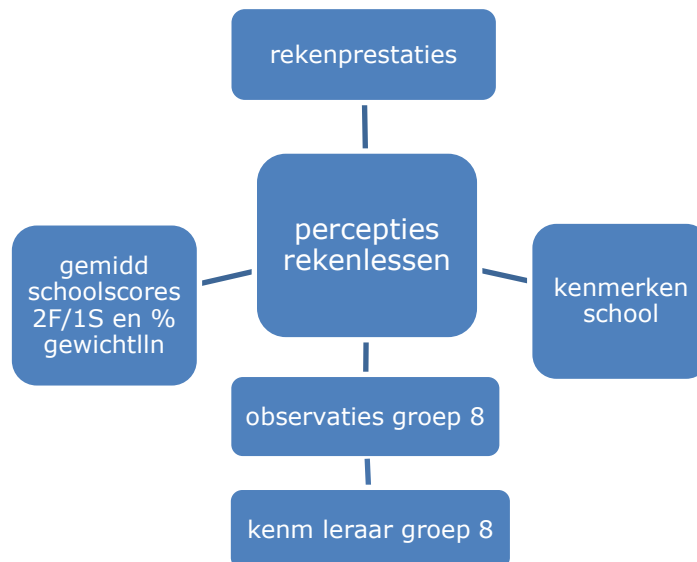 rekenprestaties
percepties
rekenlessen
gemidd
schoolscores
2F/1S en %
gewichtlln
kenmerken
school
observaties groep 8
kenm leraar groep 8